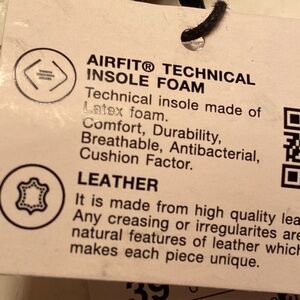 AIRFIT® TECHNICAL
INSOLE FOAM
Technical insole made of
Latex foam.
Comfort, Durability,
Breathable, Antibacterial,
Cushion Factor.
LEATHER
It is made from high quality lea
Any creasing or irregularites are
natural features of leather which
makes each piece unique.
39